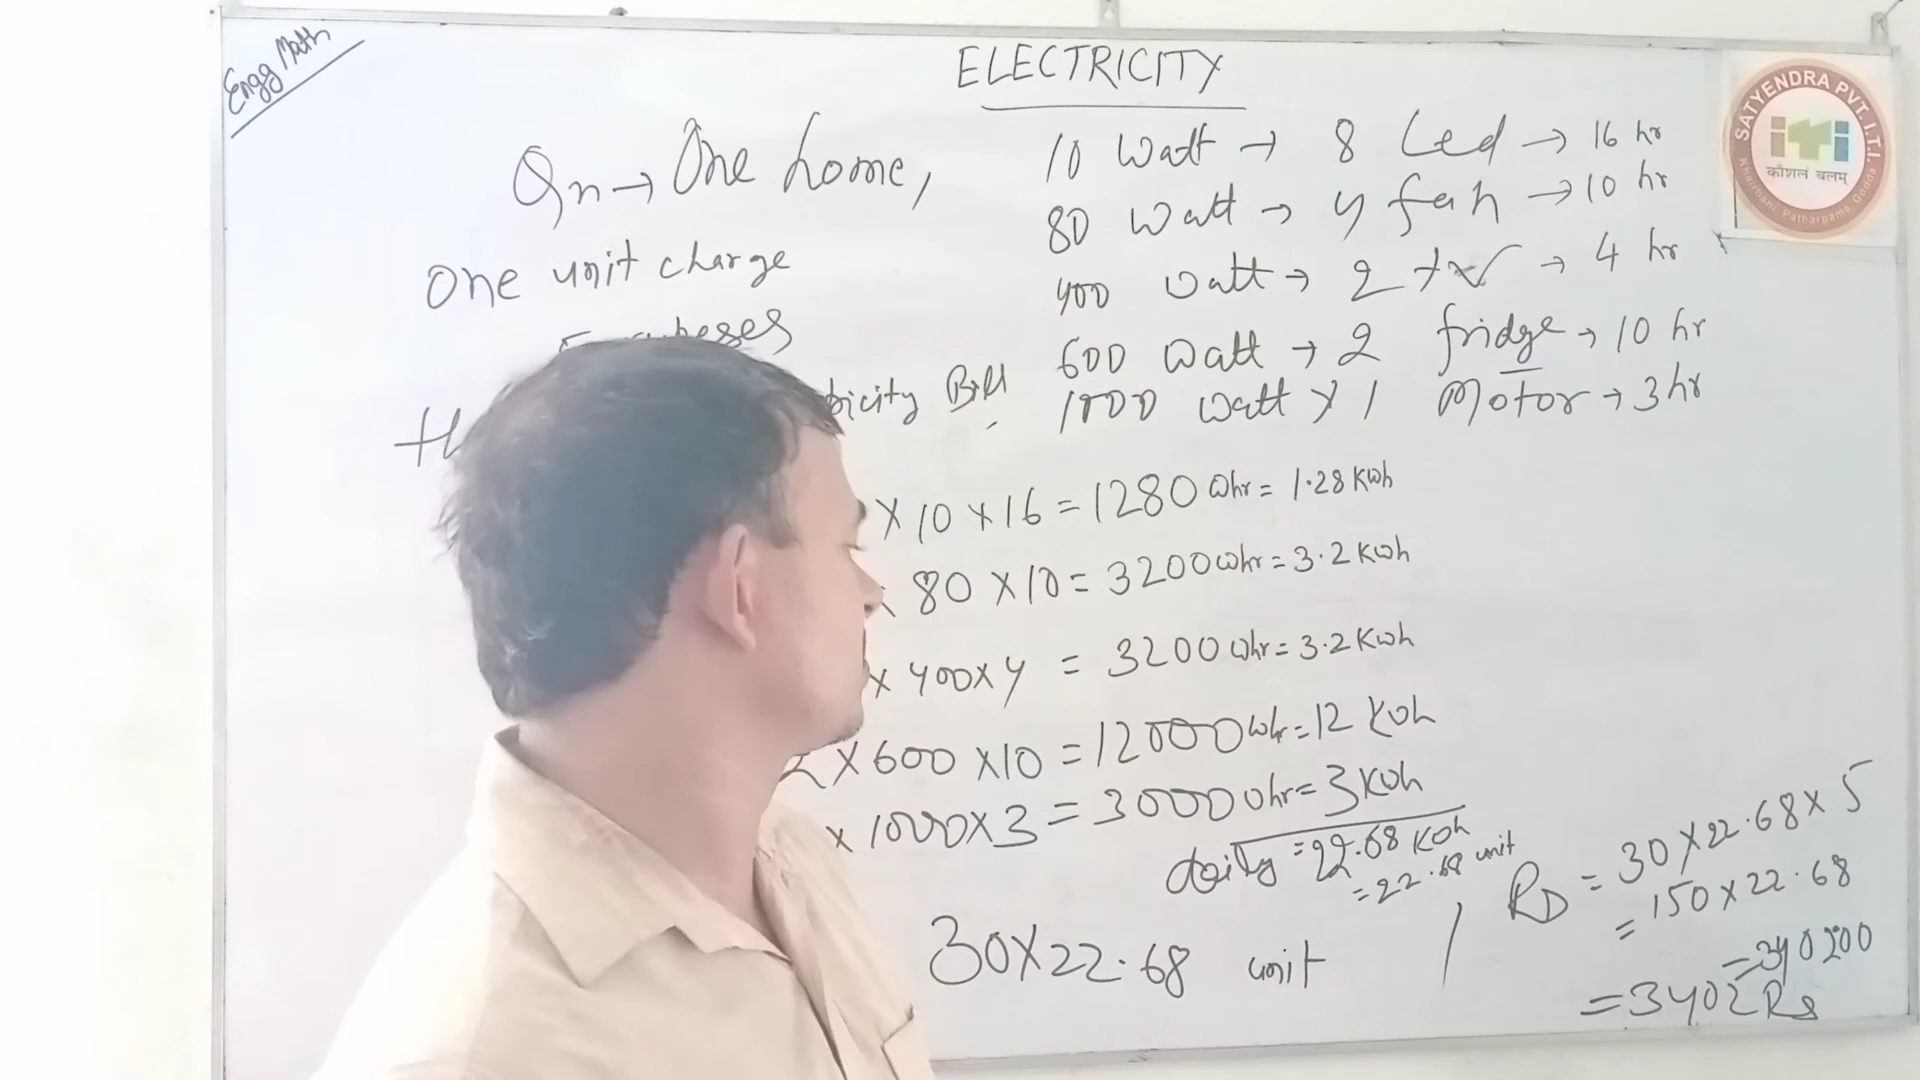 Engg Math
ELECTRICITY
Qn → One home,
One unit charge
H
Bill
10 Watt → 8 Led → 16 hr
80 Watt → 4 fan → 10 hr
400 Watt → 2 tv → 4 hr
600 Watt → 2 fridge → 10 hr
1000 Watt → 1 Motor → 3 hr
× 10 × 16 = 1280 Whr = 1.28 Kwh
× 80 × 10 = 3200 Whr = 3.2 Kwh
× 400 × 4 = 3200 Whr = 3.2 Kwh
2 × 600 × 10 = 12000 Whr = 12 Kwh
× 1000 × 3 = 3000 Whr = 3 Kwh
daily = 22.68 Kwh
= 22.68 unit
30 × 22.68 unit
= 30 × 22.68 × 5
= 150 × 22.68
= 3402 Rs
SATYENDRA PVT. I.T.I.
iTi
कौशलं बलम्
Khairbani, Pathargama, Godda